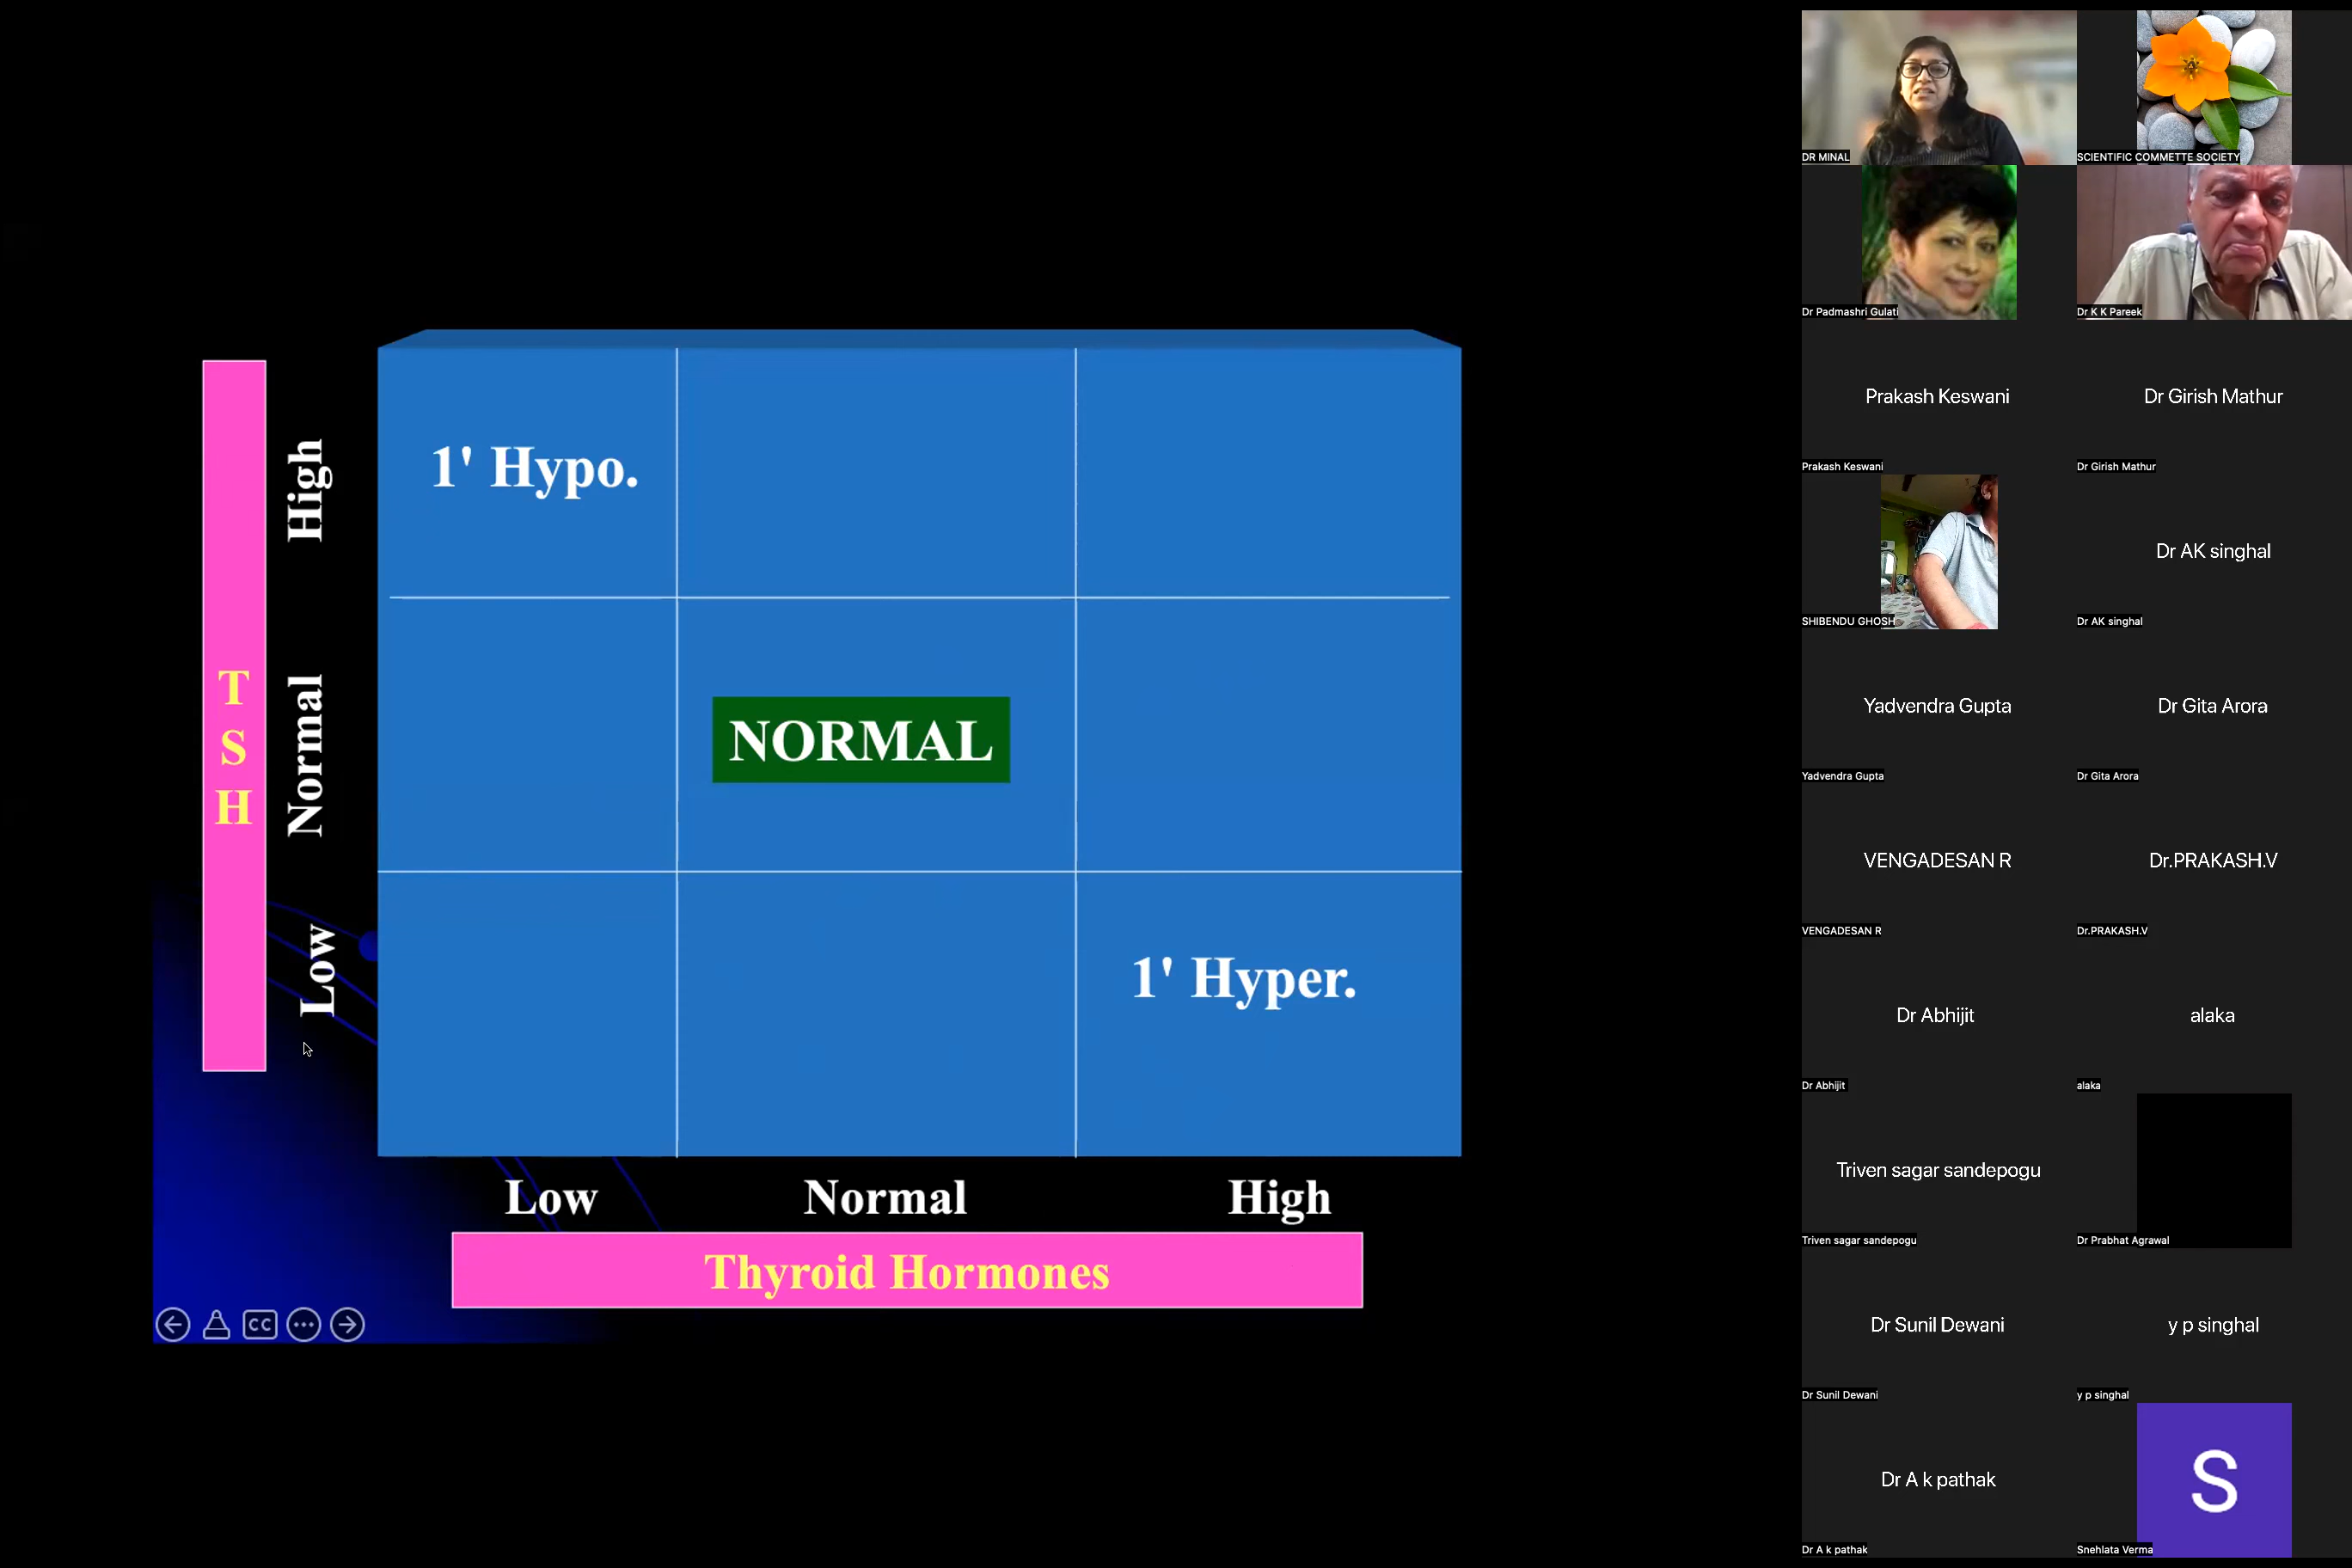 T
S
H
High
Normal
Low
1' Hypo.
NORMAL
1' Hyper.
Low
Normal
High
Thyroid Hormones
CC
DR MINAL
SCIENTIFIC COMMETTE SOCIETY
Dr Padmashri Gulati
Dr K K Pareek
Prakash Keswani
Dr Girish Mathur
Prakash Keswani
Dr Girish Mathur
Dr AK singhal
SHIBENDU GHOSH
Dr AK singhal
Yadvendra Gupta
Dr Gita Arora
Yadvendra Gupta
Dr Gita Arora
VENGADESAN R
Dr.PRAKASH.V
VENGADESAN R
Dr.PRAKASH.V
Dr Abhijit
alaka
Dr Abhijit
alaka
Triven sagar sandepogu
Triven sagar sandepogu
Dr Prabhat Agrawal
Dr Sunil Dewani
y p singhal
Dr Sunil Dewani
y p singhal
Dr A k pathak
S
Dr A k pathak
Snehlata Verma